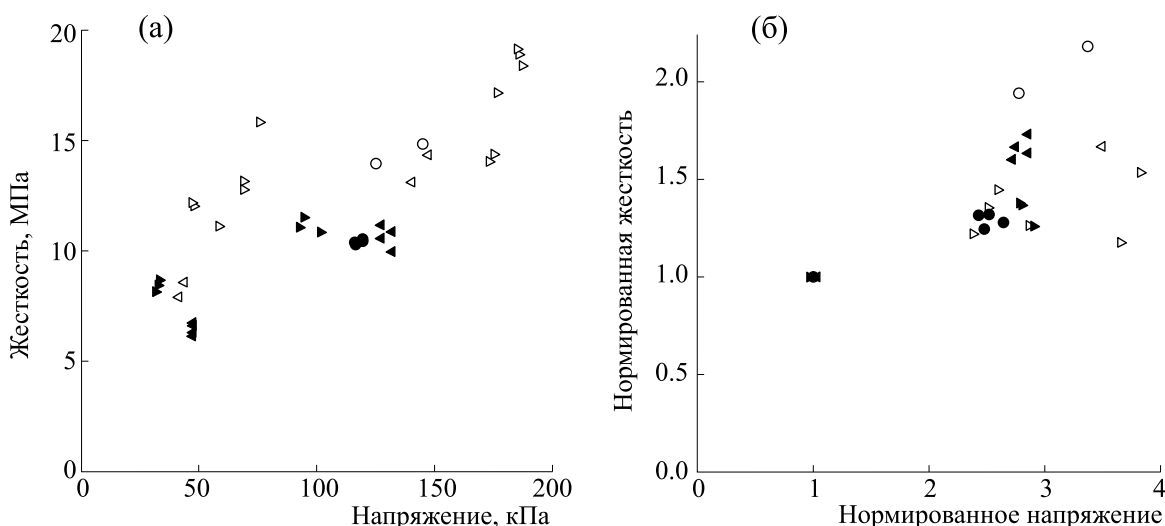 (а)
20
15
10
5
0
Жесткость, МПа
0 50 100 150 200
Напряжение, кПа
(б)
2.0
1.5
1.0
0.5
0.0
Нормированная жесткость
0 1 2 3 4
Нормированное напряжение